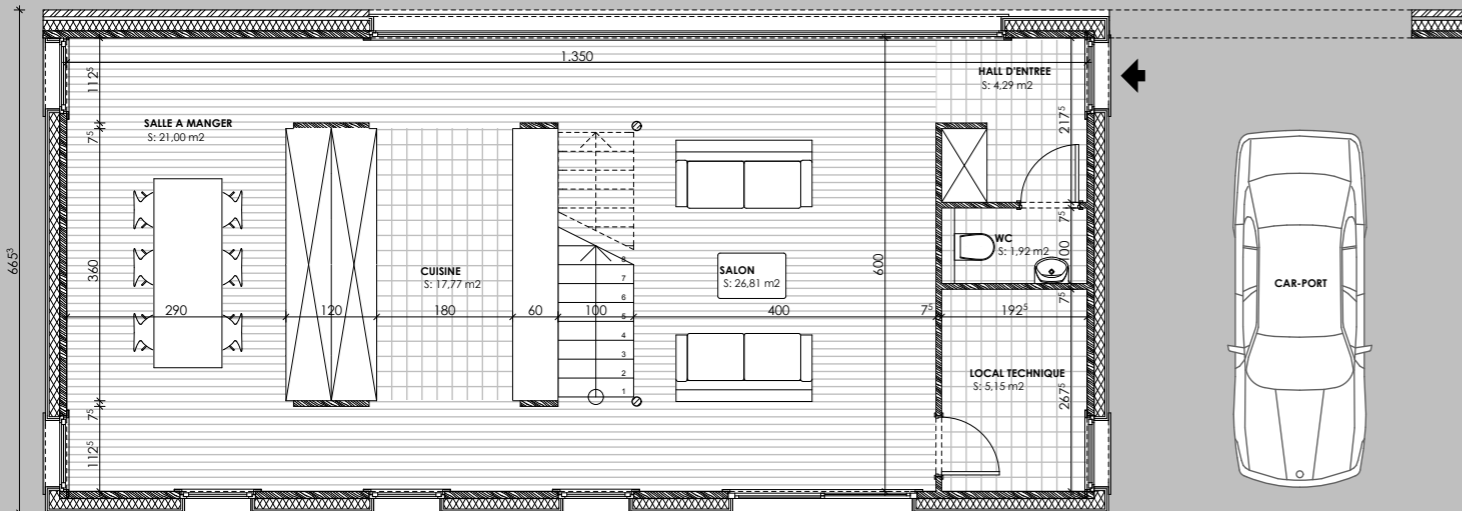 1.350
HALL D'ENTREE
S: 4,29 m2
112⁵
217⁵
SALLE A MANGER
S: 21,00 m2
7⁵
7⁵
WC
S: 1,92 m2
100
665³
360
600
CUISINE
S: 17,77 m2
SALON
S: 26,81 m2
CAR-PORT
8
7
6
5
4
3
2
1
290
120
180
60
100
400
7⁵
192⁵
7⁵
LOCAL TECHNIQUE
S: 5,15 m2
267⁵
7⁵
112⁵